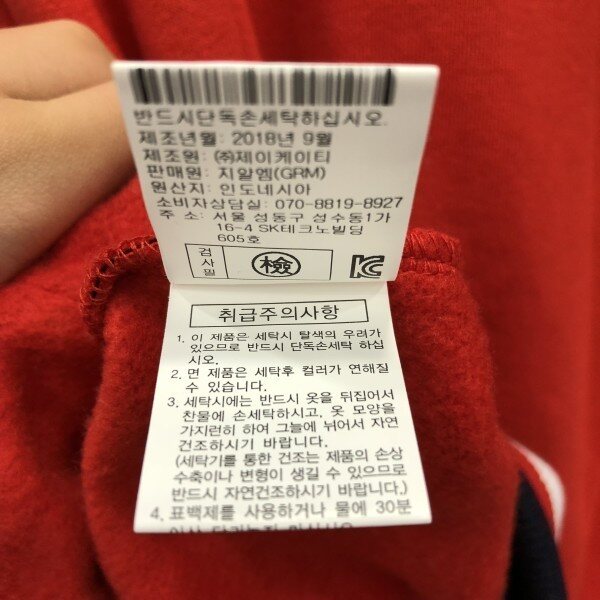 반드시단독손세탁하십시오.
제조년월: 2018년 9월
제조원: ㈜제이케이티
판매원: 지알엠(GRM)
원산지: 인도네시아
소비자상담실: 070-8819-8927
주 소: 서울 성동구 성수동1가
16-4 SK테크노빌딩
605호
검사필 檢 KC
취급주의사항
1. 이 제품은 세탁시 탈색의 우려가
있으므로 반드시 단독손세탁 하십
시오.
2. 면 제품은 세탁후 컬러가 연해질
수 있습니다.
3. 세탁시에는 반드시 옷을 뒤집어서
찬물에 손세탁하시고, 옷 모양을
가지런히 하여 그늘에 뉘어서 자연
건조하시기 바랍니다.
(세탁기를 통한 건조는 제품의 손상
수축이나 변형이 생길 수 있으므로
반드시 자연건조하시기 바랍니다.)
4. 표백제를 사용하거나 물에 30분